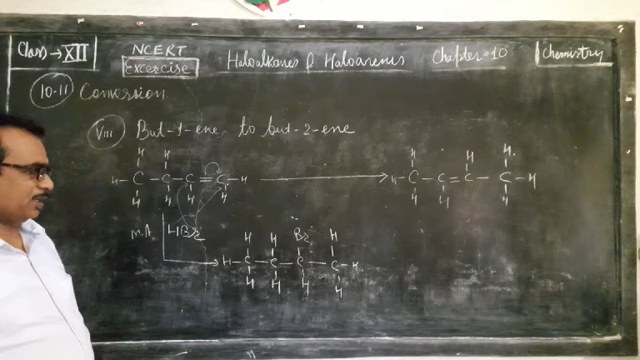 Class → XII NCERT Haloalkanes & Haloarenes Chapter-10 Chemistry
Excercise
10.11 Conversion
VIII But-1-ene, to but-2-ene
H H H H
H - C - C - C = C - H H - C - C = C - C - H
H H H H H H
M.A. HBr
H H Br H
H - C - C - C - C - H
H H H H